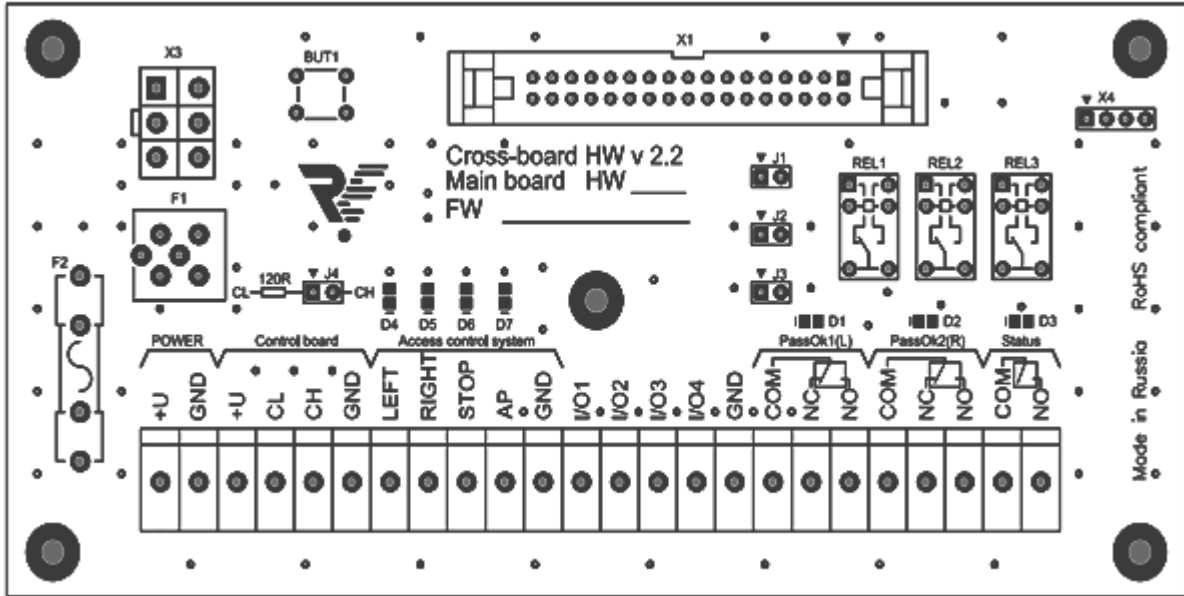 X3
BUT1
X1
X4
Cross-board HW v 2.2
Main board HW ____
FW ____________
J1
REL1
REL2
REL3
F1
J2
F2
120R
J4
CL
CH
J3
D4
D5
D6
D7
D1
D2
D3
POWER
Control board
Access control system
PassOk1(L)
PassOk2(R)
Status
+U
GND
+U
CL
CH
GND
LEFT
RIGHT
STOP
AP
GND
I/O1
I/O2
I/O3
I/O4
GND
COM
NC
NO
COM
NC
NO
COM
NO
Mode in Russia
RoHS compliant